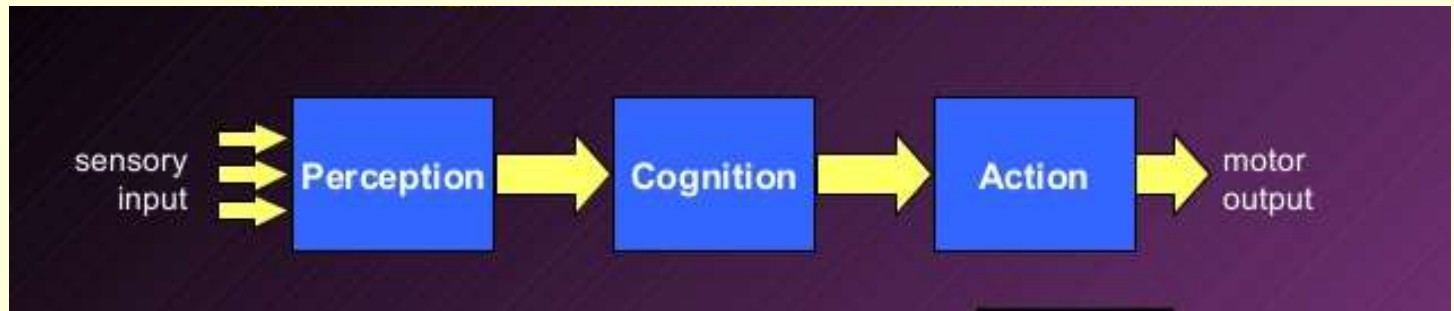 sensory
input
Perception
Cognition
Action
motor
output